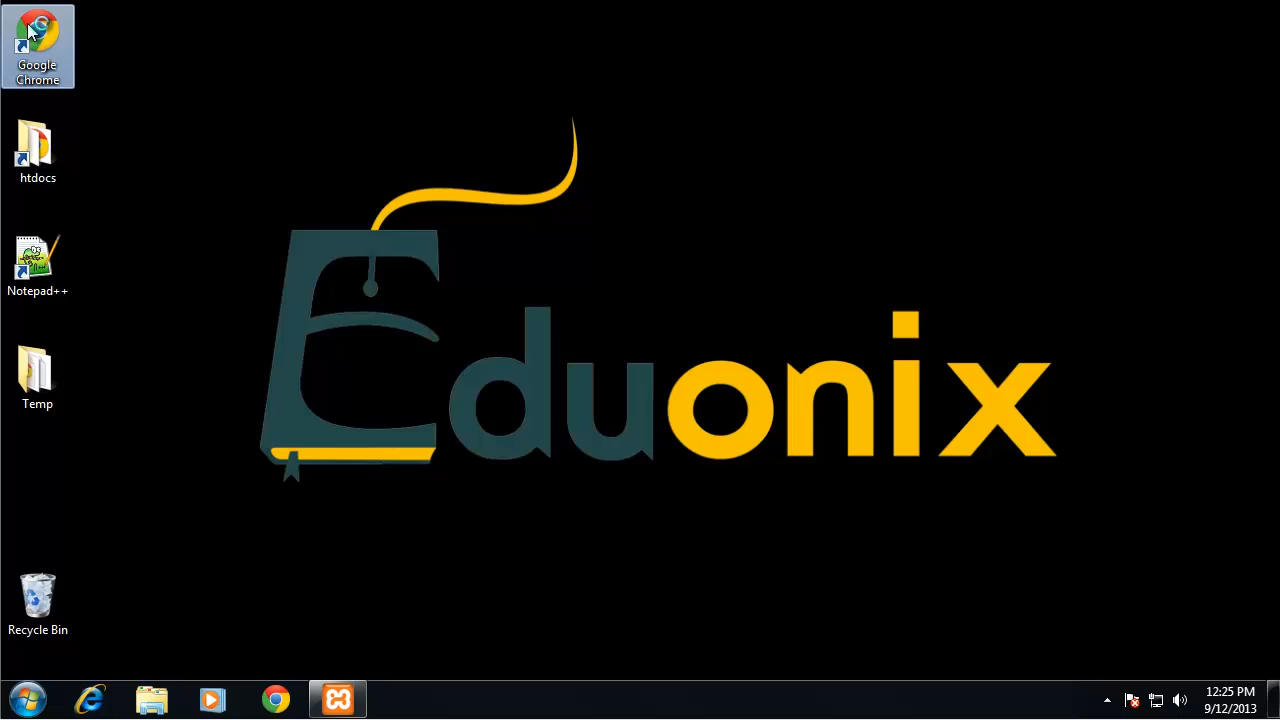 Google
Chrome
htdocs
Notepad++
Temp
Recycle Bin
Eduonix
12:25 PM
9/12/2013